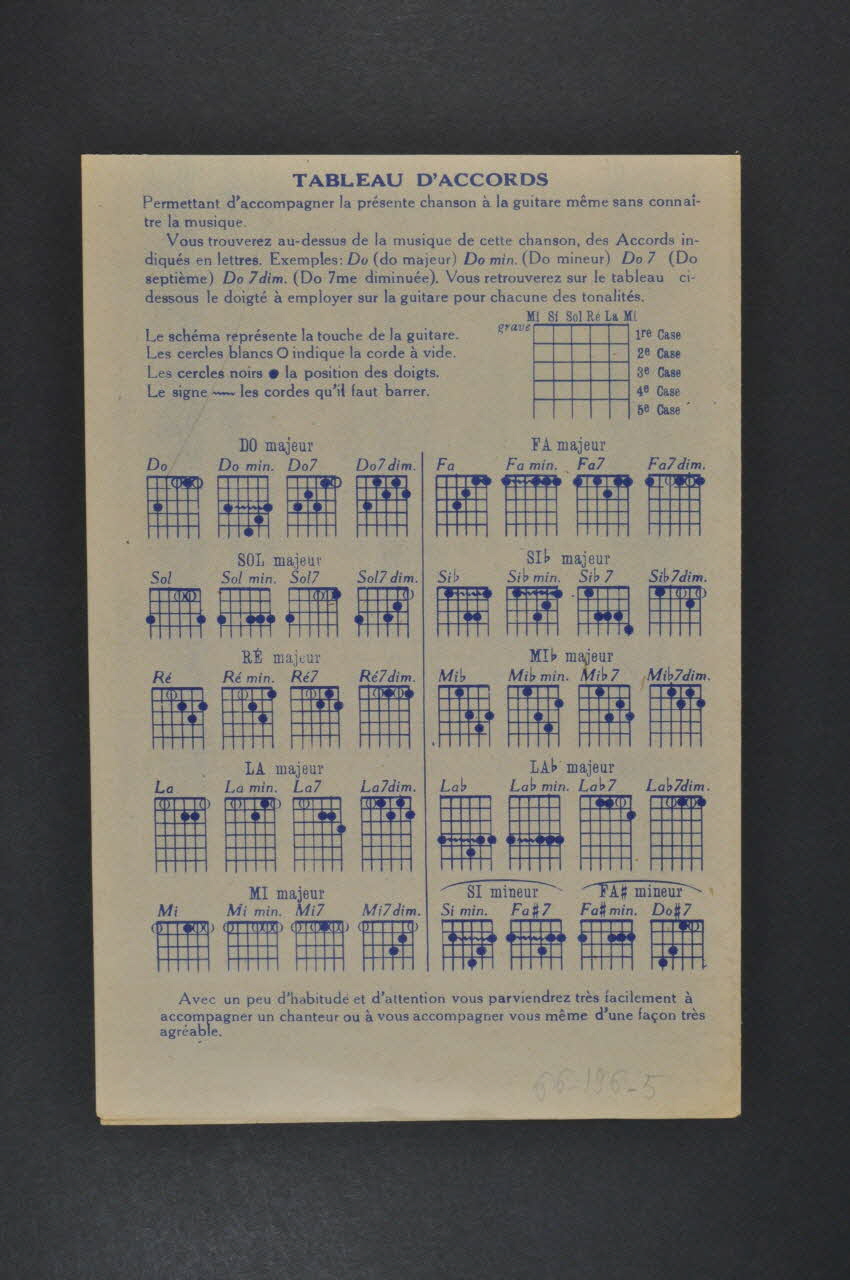 TABLEAU D'ACCORDS
Permettant d'accompagner la présente chanson à la guitare même sans connaî-
tre la musique.
Vous trouverez au-dessus de la musique de cette chanson, des Accords in-
diqués en lettres. Exemples: Do (do majeur) Do min. (Do mineur) Do 7 (Do
septième) Do 7dim. (Do 7me diminuée). Vous retrouverez sur le tableau ci-
dessous le doigté à employer sur la guitare pour chacune des tonalités.
Mi Si Sol Ré La Mi
grave
1re Case
2e Case
3e Case
4e Case
5e Case
Le schéma représente la touche de la guitare.
Les cercles blancs O indique la corde à vide.
Les cercles noirs ● la position des doigts.
Le signe ~~~ les cordes qu'il faut barrer.
DO majeur
Do Do min. Do7 Do7dim.
FA majeur
Fa Fa min. Fa7 Fa7dim.
SOL majeur
Sol Sol min. Sol7 Sol7dim.
SI♭ majeur
Si♭ Si♭ min. Si♭ 7 Si♭7dim.
RÉ majeur
Ré Ré min. Ré7 Ré7dim.
MI♭ majeur
Mi♭ Mi♭ min. Mi♭ 7 Mi♭7dim.
LA majeur
La La min. La7 La7dim.
LA♭ majeur
La♭ La♭ min. La♭7 La♭7dim.
MI majeur
Mi Mi min. Mi7 Mi7dim.
SI mineur
Si min. Fa♯7
FA♯ mineur
Fa♯min. Do♯7
Avec un peu d'habitude et d'attention vous parviendrez très facilement à
accompagner un chanteur ou à vous accompagner vous même d'une façon très
agréable.
66-196-5